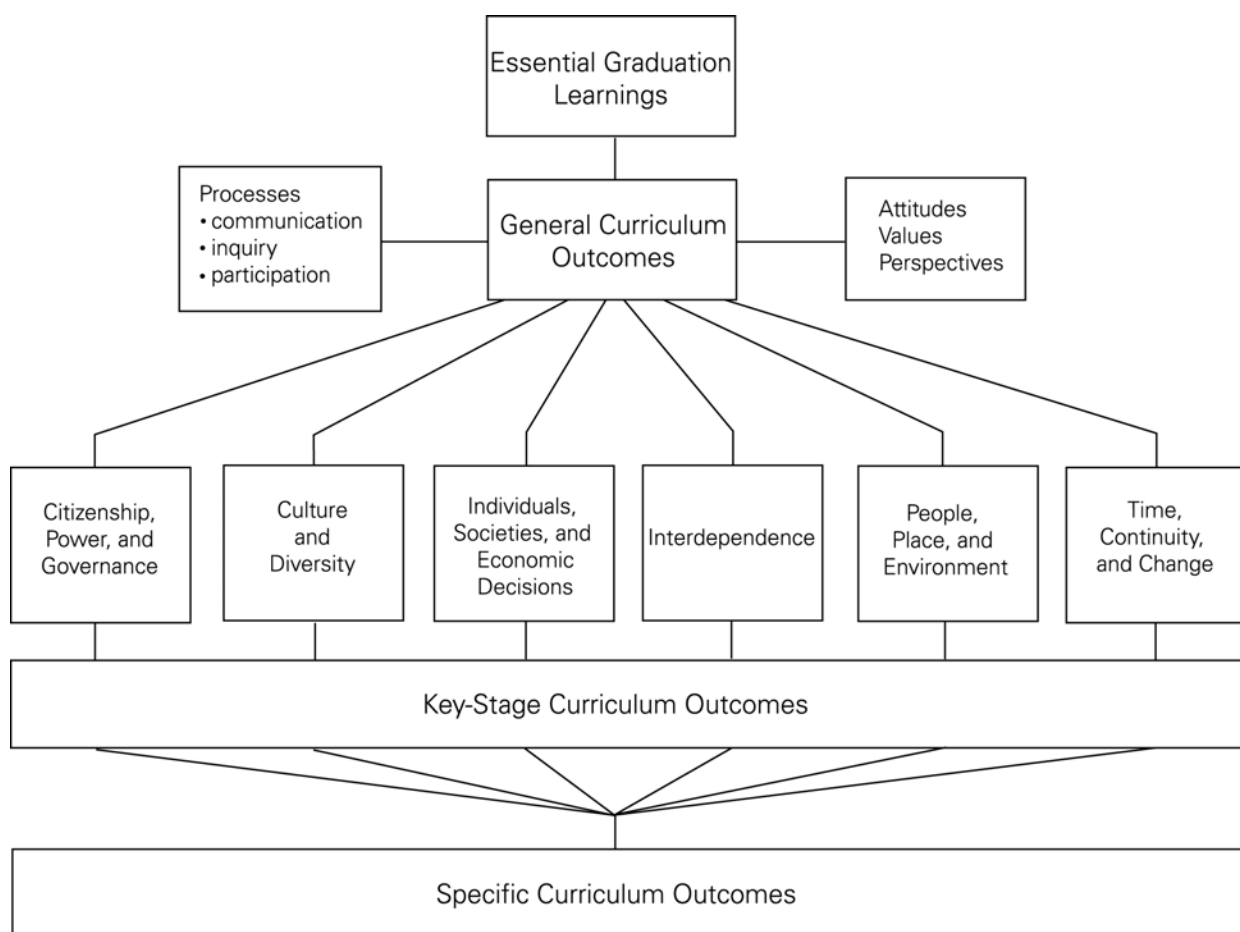 Essential Graduation
Learnings
Processes
• communication
• inquiry
• participation
General Curriculum
Outcomes
Attitudes
Values
Perspectives
Citizenship,
Power, and
Governance
Culture
and
Diversity
Individuals,
Societies, and
Economic
Decisions
Interdependence
People,
Place, and
Environment
Time,
Continuity,
and Change
Key-Stage Curriculum Outcomes
Specific Curriculum Outcomes